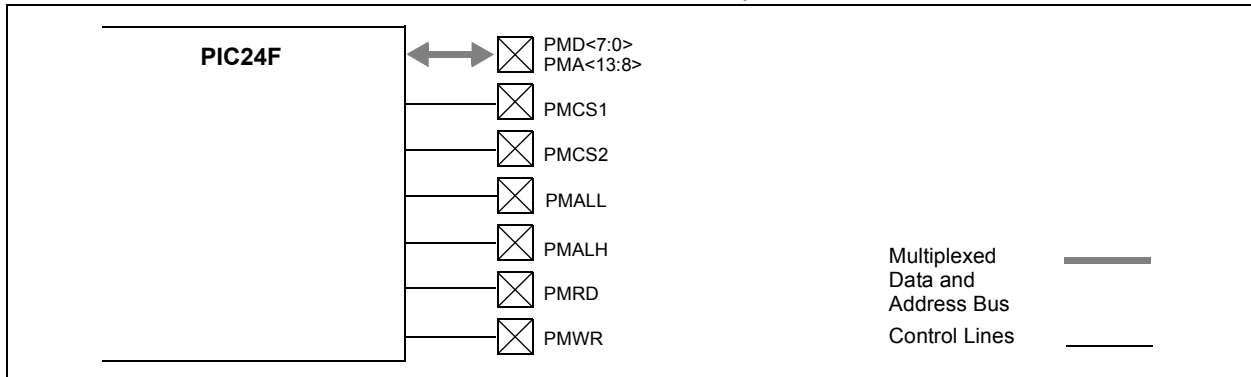 PIC24F
PMD<7:0>
PMA<13:8>
PMCS1
PMCS2
PMALL
PMALH
PMRD
PMWR
Multiplexed
Data and
Address Bus
Control Lines